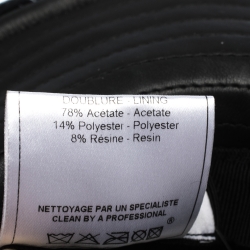 DOUBLURE - LINING
78% Acetate - Acetate
14% Polyester - Polyester
8% Résine - Resin
NETTOYAGE PAR UN SPECIALISTE
CLEAN BY A PROFESSIONAL